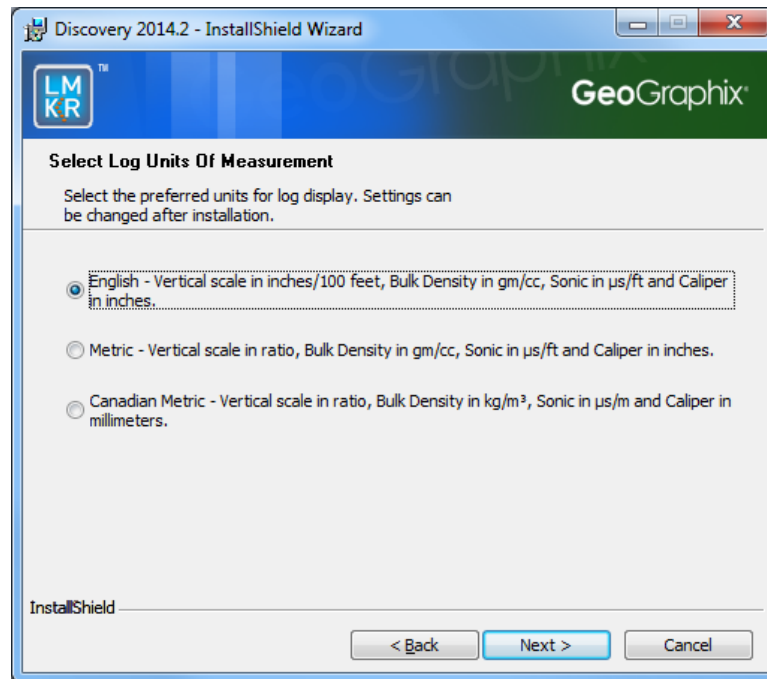 Discovery 2014.2 - InstallShield Wizard
LM
KR
TM
GeoGraphix®
Select Log Units Of Measurement
Select the preferred units for log display. Settings can
be changed after installation.
English - Vertical scale in inches/100 feet, Bulk Density in gm/cc, Sonic in µs/ft and Caliper
in inches.
Metric - Vertical scale in ratio, Bulk Density in gm/cc, Sonic in µs/ft and Caliper in inches.
Canadian Metric - Vertical scale in ratio, Bulk Density in kg/m³, Sonic in µs/m and Caliper in
millimeters.
InstallShield
< Back Next > Cancel